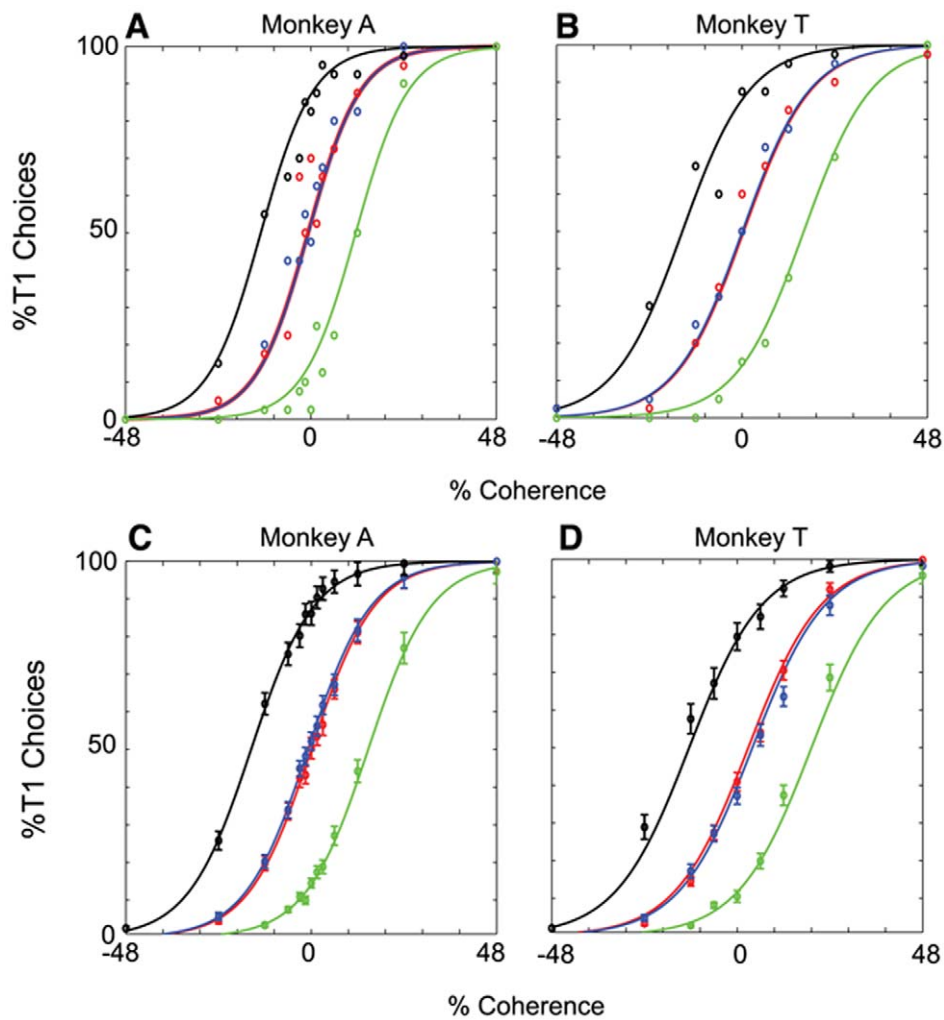 A Monkey A
B Monkey T
100
50
0
%T1 Choices
-48 0 48
-48 0 48
% Coherence
C Monkey A
D Monkey T
100
50
0
%T1 Choices
-48 0 48
-48 0 48
% Coherence